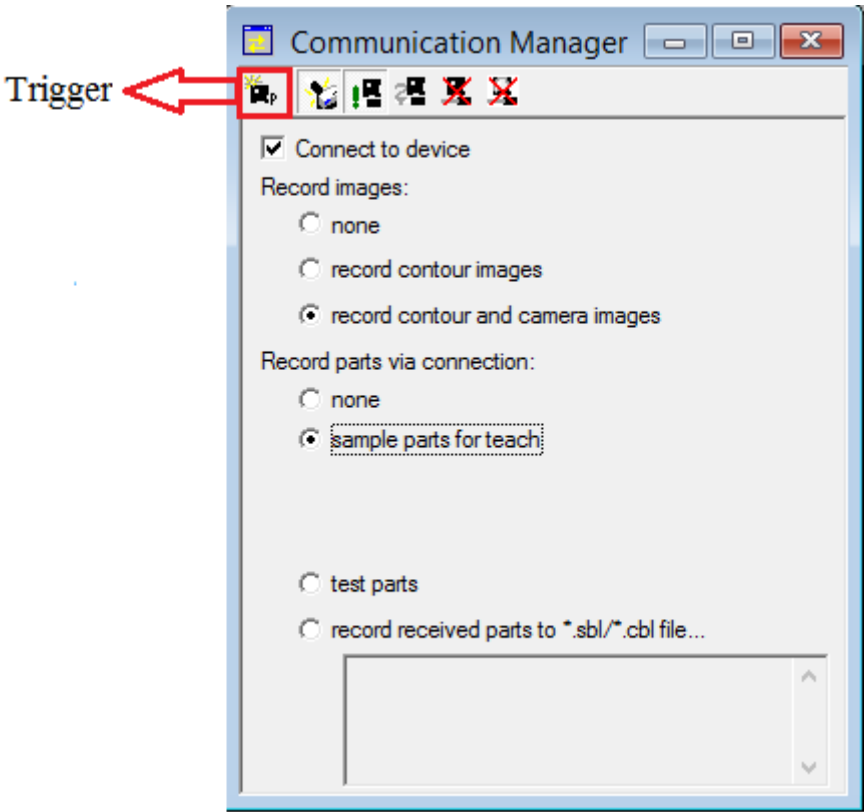 Communication Manager
Trigger
Connect to device
Record images:
none
record contour images
record contour and camera images
Record parts via connection:
none
sample parts for teach
test parts
record received parts to *.sbl/*.cbl file...